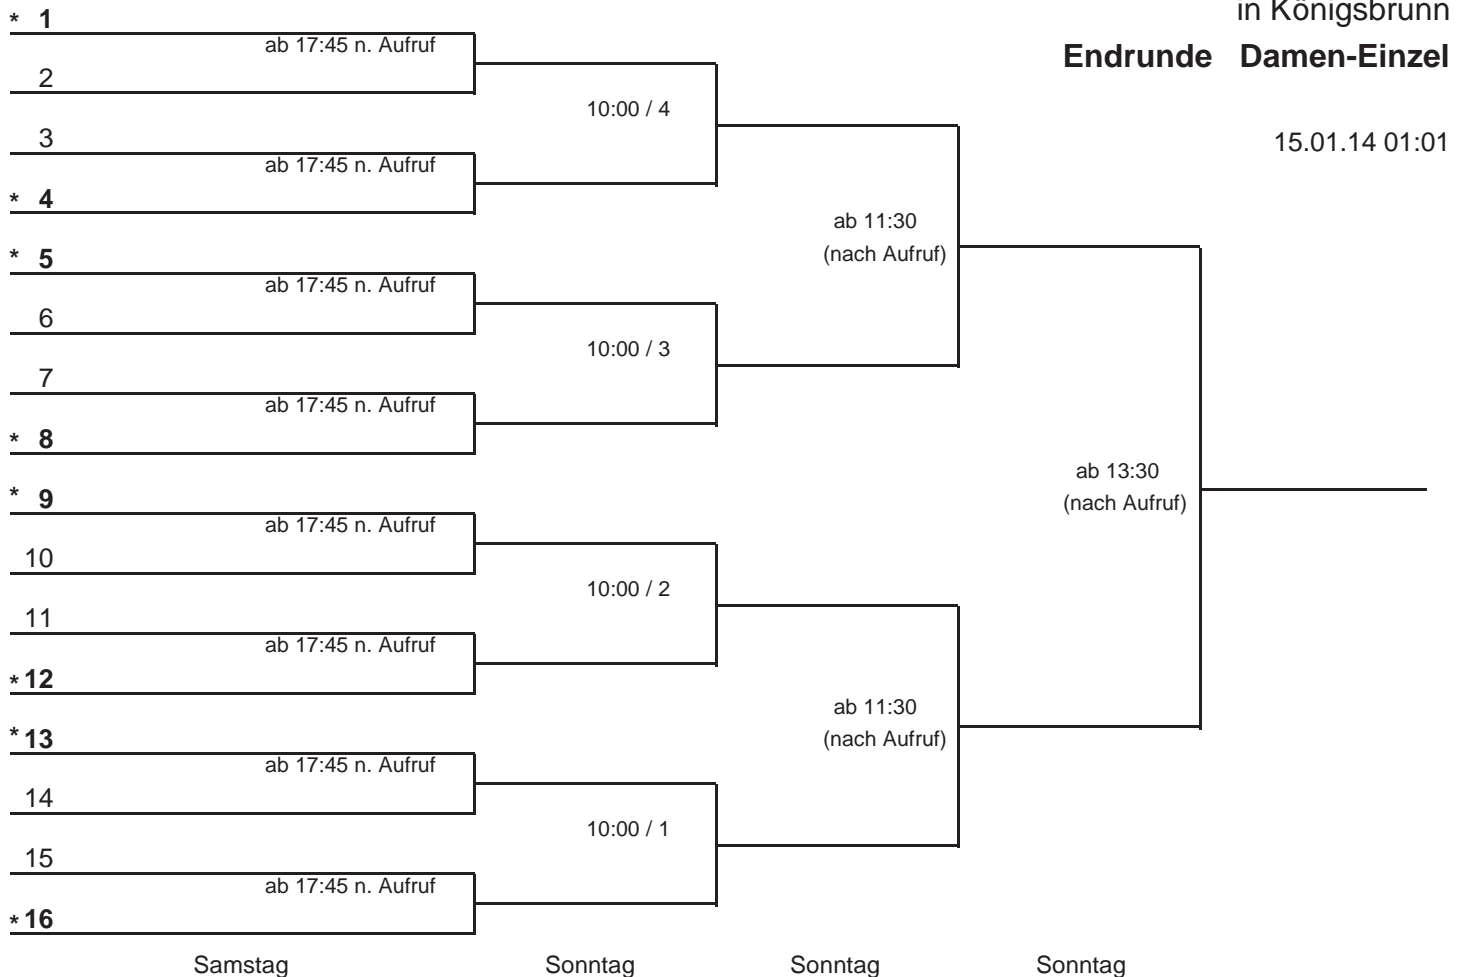 in Königsbrunn
Endrunde Damen-Einzel
15.01.14 01:01
* 1
ab 17:45 n. Aufruf
2
10:00 / 4
3
ab 17:45 n. Aufruf
* 4
ab 11:30
(nach Aufruf)
* 5
ab 17:45 n. Aufruf
6
10:00 / 3
7
ab 17:45 n. Aufruf
* 8
ab 13:30
(nach Aufruf)
* 9
ab 17:45 n. Aufruf
10
10:00 / 2
11
ab 17:45 n. Aufruf
* 12
ab 11:30
(nach Aufruf)
* 13
ab 17:45 n. Aufruf
14
10:00 / 1
15
ab 17:45 n. Aufruf
* 16
Samstag Sonntag Sonntag Sonntag